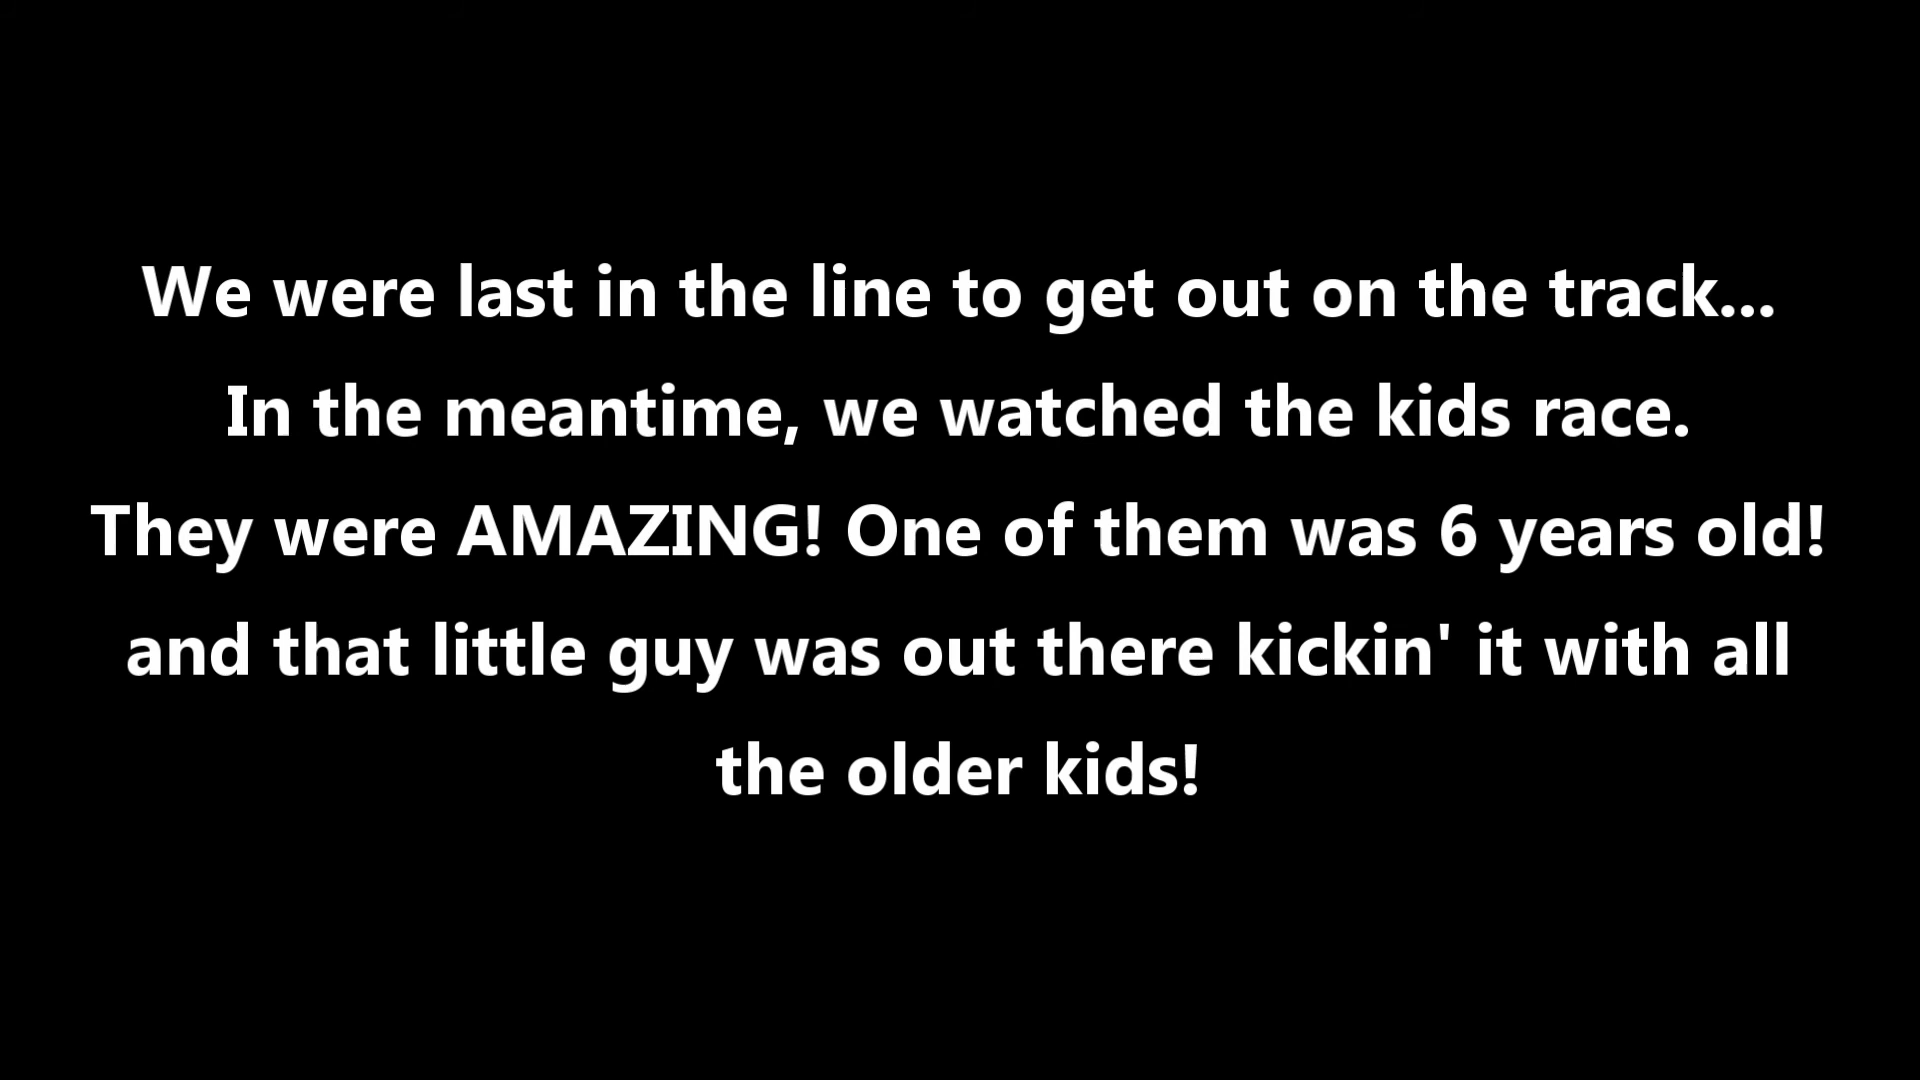 We were last in the line to get out on the track...
In the meantime, we watched the kids race.
They were AMAZING! One of them was 6 years old!
and that little guy was out there kickin' it with all
the older kids!